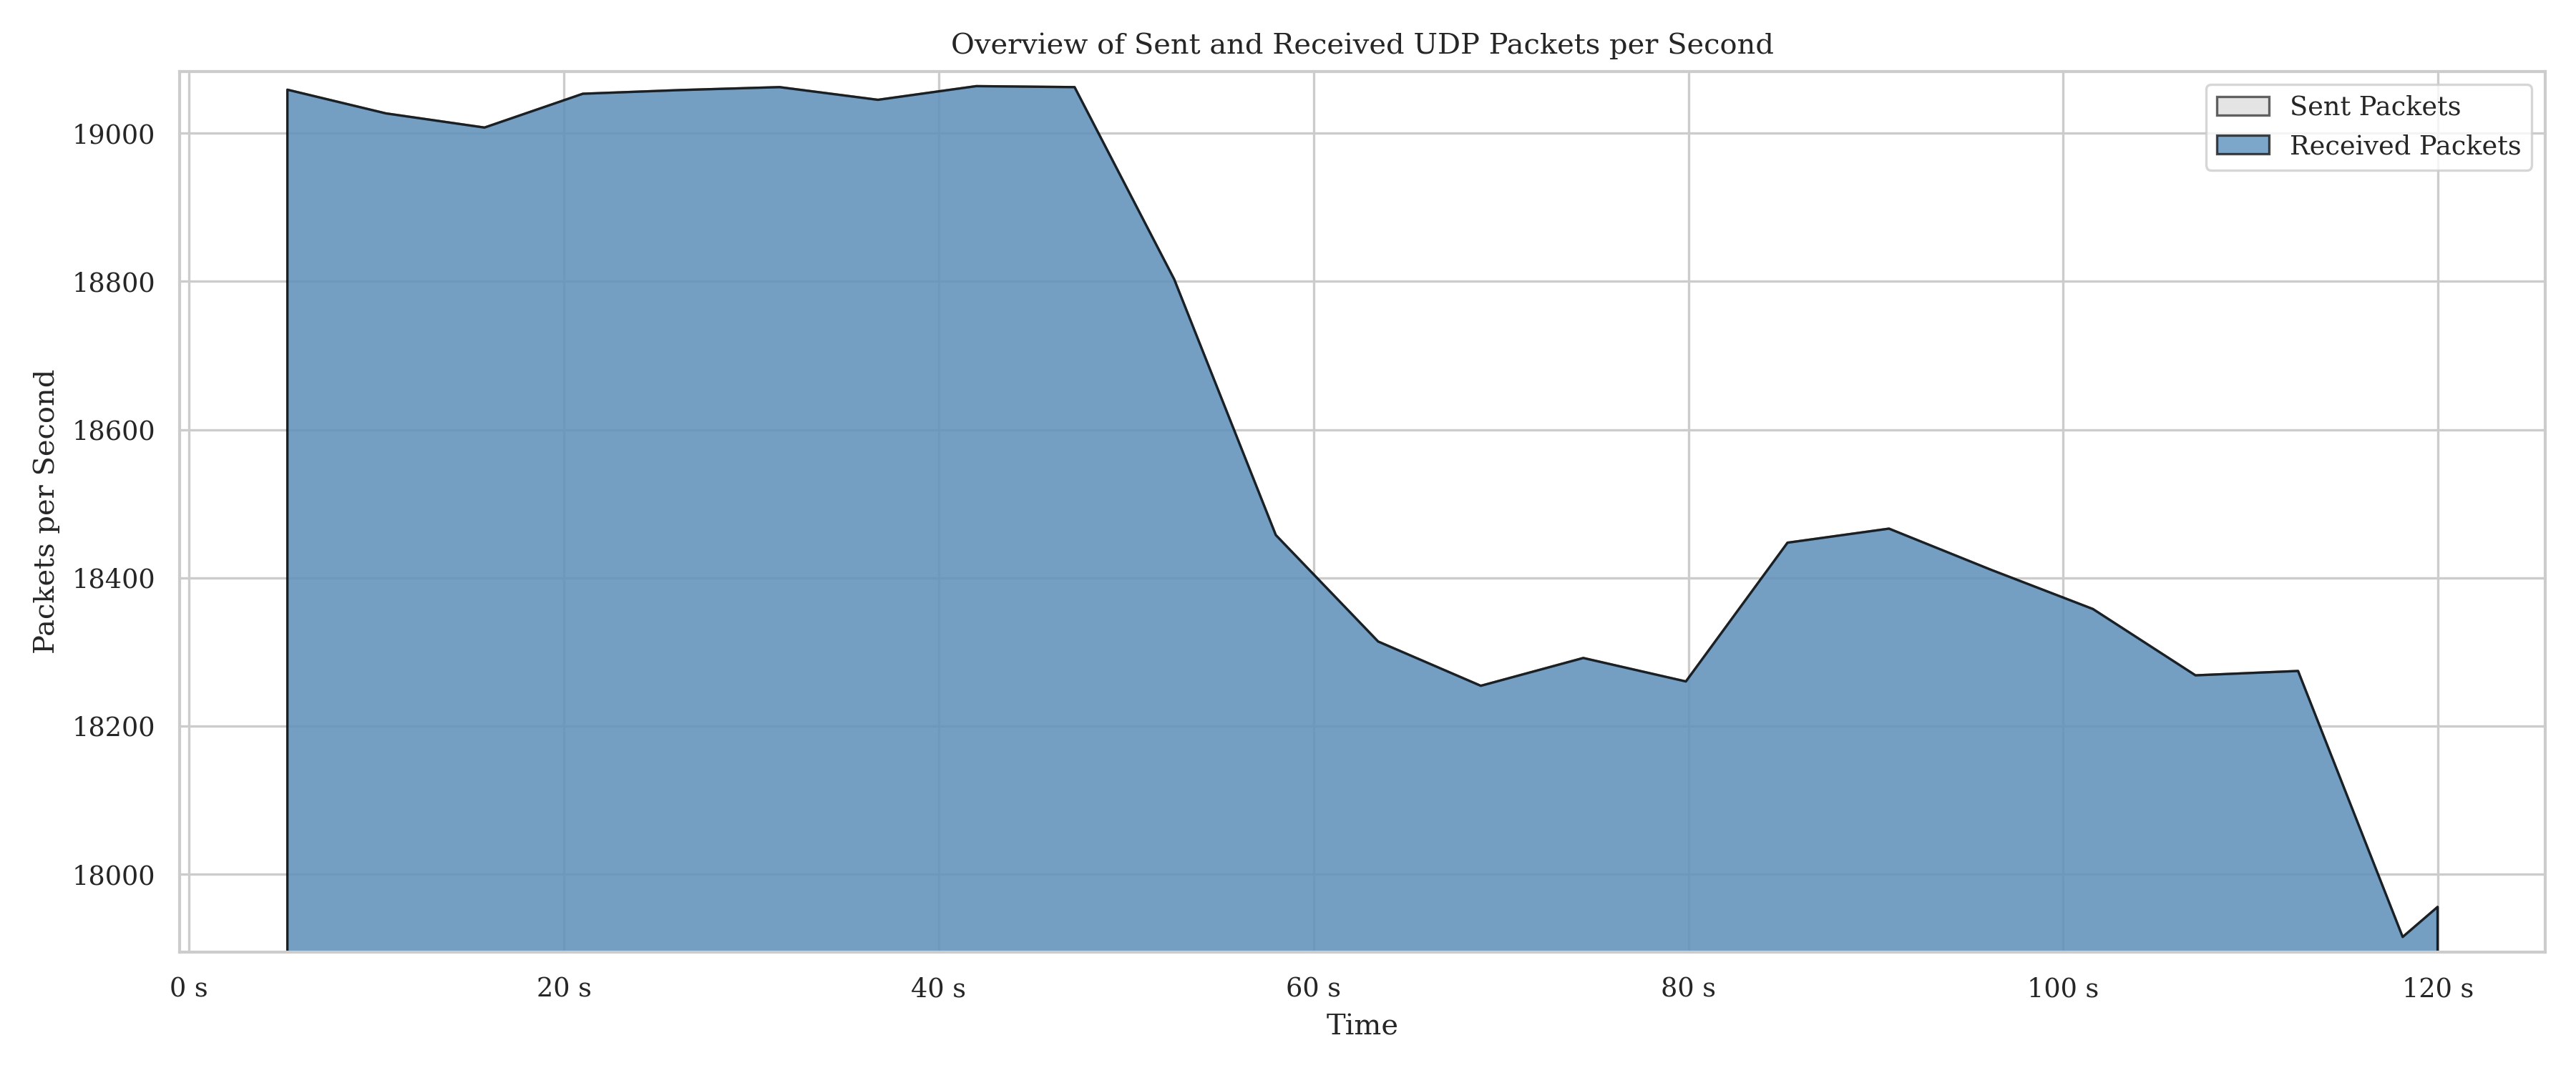 Overview of Sent and Received UDP Packets per Second
Sent Packets
Received Packets
19000
18800
18600
18400
18200
18000
Packets per Second
0 s 20 s 40 s 60 s 80 s 100 s 120 s
Time